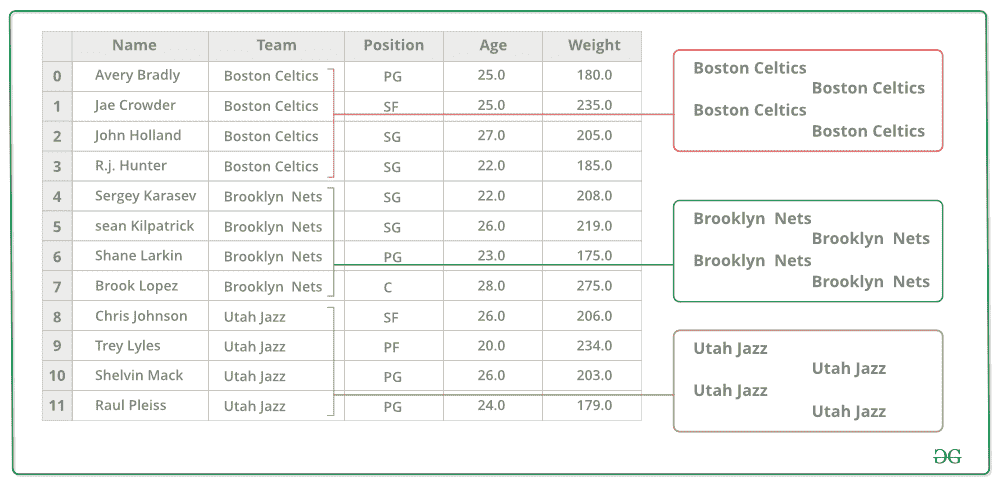 Name Team Position Age Weight
0 Avery Bradly Boston Celtics PG 25.0 180.0
1 Jae Crowder Boston Celtics SF 25.0 235.0
2 John Holland Boston Celtics SG 27.0 205.0
3 R.j. Hunter Boston Celtics SG 22.0 185.0
4 Sergey Karasev Brooklyn Nets SG 22.0 208.0
5 sean Kilpatrick Brooklyn Nets SG 26.0 219.0
6 Shane Larkin Brooklyn Nets PG 23.0 175.0
7 Brook Lopez Brooklyn Nets C 28.0 275.0
8 Chris Johnson Utah Jazz SF 26.0 206.0
9 Trey Lyles Utah Jazz PF 20.0 234.0
10 Shelvin Mack Utah Jazz PG 26.0 203.0
11 Raul Pleiss Utah Jazz PG 24.0 179.0
Boston Celtics
Boston Celtics
Boston Celtics
Boston Celtics
Brooklyn Nets
Brooklyn Nets
Brooklyn Nets
Brooklyn Nets
Utah Jazz
Utah Jazz
Utah Jazz
Utah Jazz